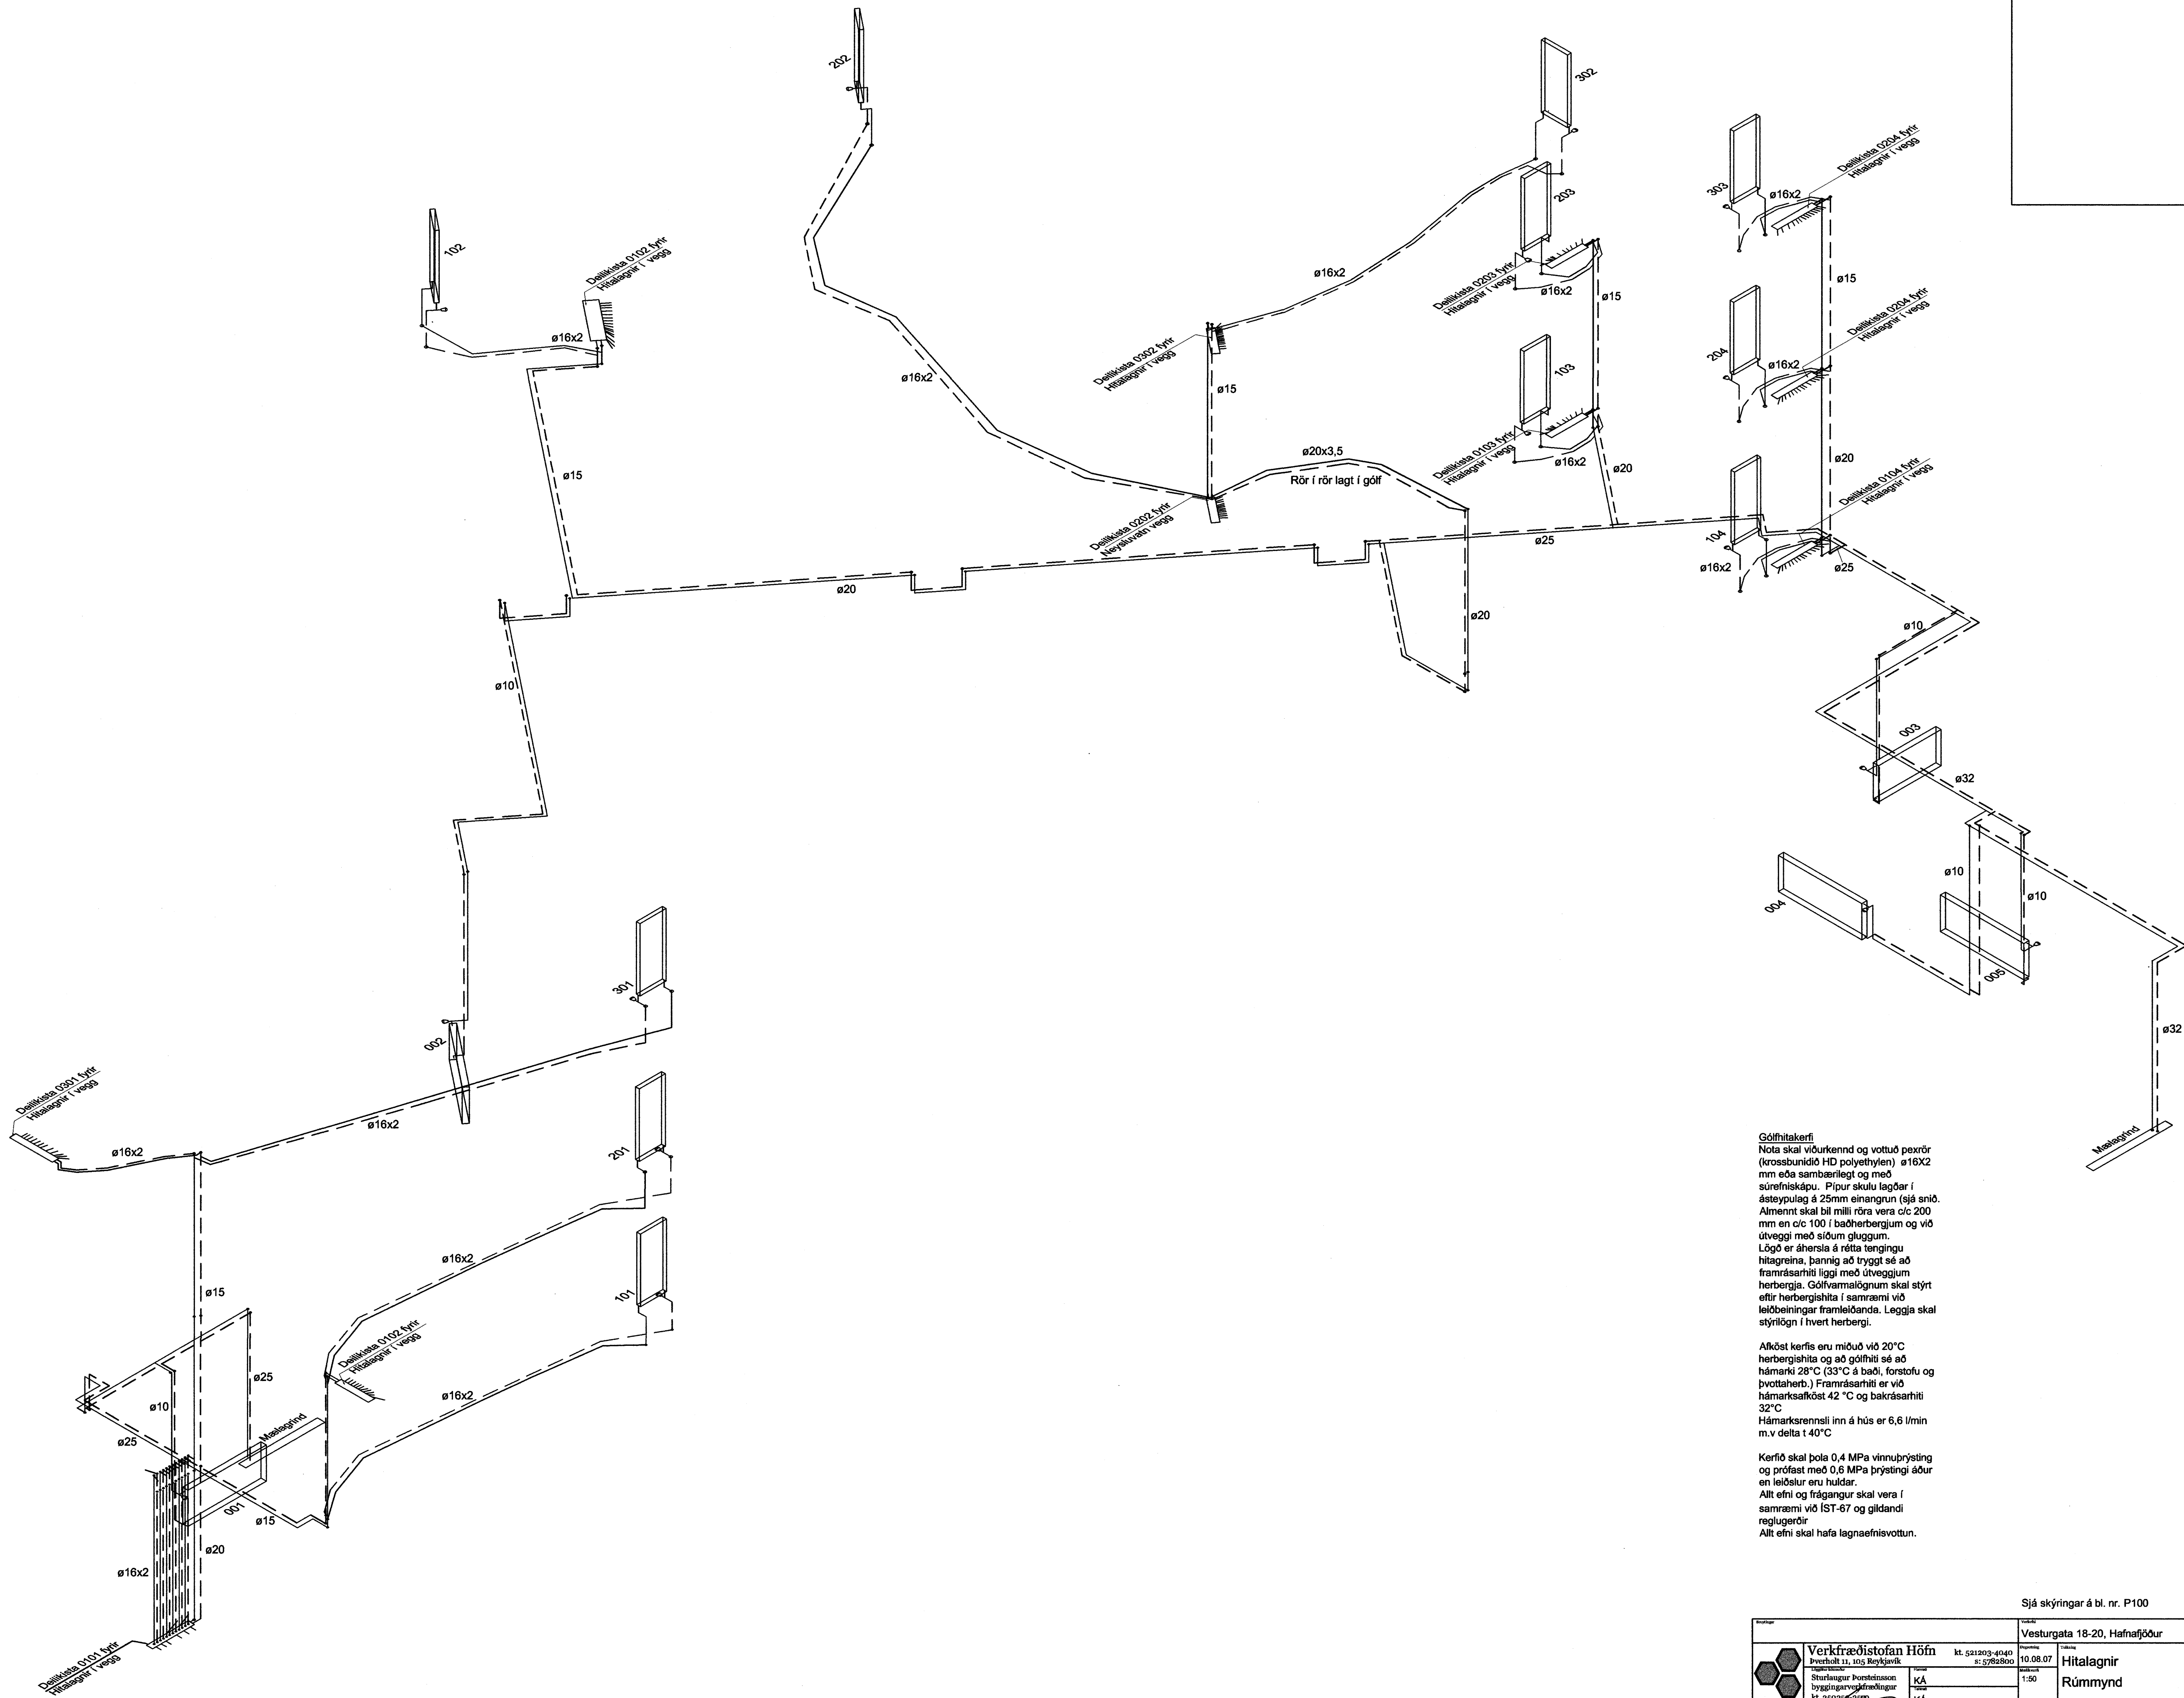 202
302
Deilikista 0204 fyrir
Hitalagnir í vegg
303
ø16x2
203
102
Deilikista 0102 fyrir
Hitalagnir í vegg
ø16x2
Deilikista 0203 fyrir
Hitalagnir í vegg
ø16x2
ø15
ø15
Deilikista 0204 fyrir
Hitalagnir í vegg
204
ø16x2
ø16x2
Deilikista 0302 fyrir
Hitalagnir í vegg
ø16x2
ø15
103
Deilikista 0103 fyrir
Hitalagnir í vegg
ø16x2
ø20
ø20
ø15
ø20x3,5
Rör í rör lagt í gólf
Deilikista 0202 fyrir
Neysluvatn vegg
Deilikista 0104 fyrir
Hitalagnir í vegg
104
ø16x2
ø25
ø25
ø20
ø20
ø10
ø10
003
ø32
ø10
ø10
004
005
ø32
Mælagrind
301
002
Deilikista 0301 fyrir
Hitalagnir í vegg
ø16x2
ø16x2
201
ø16x2
101
ø15
Deilikista 0102 fyrir
Hitalagnir í vegg
ø25
ø16x2
ø10
ø25
Mælagrind
001
ø15
ø20
ø16x2
Deilikista 0101 fyrir
Hitalagnir í vegg
Gólfhitakerfi
Nota skal viðurkennd og vottuð pexrör
(krossbunidið HD polyethylen) ø16X2
mm eða sambærilegt og með
súrefniskápu. Pípur skulu lagðar í
ásteypulag á 25mm einangrun (sjá snið.
Almennt skal bil milli röra vera c/c 200
mm en c/c 100 í baðherbergjum og við
útveggi með síðum gluggum.
Lögð er áhersla á rétta tengingu
hitagreina, þannig að tryggt sé að
framrásarhiti liggi með útveggjum
herbergja. Gólfvarmalögnum skal stýrt
eftir herbergishita í samræmi við
leiðbeiningar framleiðanda. Leggja skal
stýrilögn í hvert herbergi.
Afköst kerfis eru miðuð við 20°C
herbergishita og að gólfhiti sé að
hámarki 28°C (33°C á baði, forstofu og
þvottaherb.) Framrásarhiti er við
hámarksafköst 42 °C og bakrásarhiti
32°C
Hámarksrennsli inn á hús er 6,6 l/min
m.v delta t 40°C
Kerfið skal þola 0,4 MPa vinnuþrýsting
og prófast með 0,6 MPa þrýstingi áður
en leiðslur eru huldar.
Allt efni og frágangur skal vera í
samræmi við ÍST-67 og gildandi
reglugerðir
Allt efni skal hafa lagnaefnisvottun.
Sjá skýringar á bl. nr. P100
Vesturgata 18-20, Hafnafjöður
Verkfræðistofan Höfn kt. 521203-4040
Þverholt 11, 105 Reykjavík s: 5782800
10.08.07
Hitalagnir
Sturlaugur Þorsteinsson
byggingarverkfræðingur
KÁ
1:50
Rúmmynd